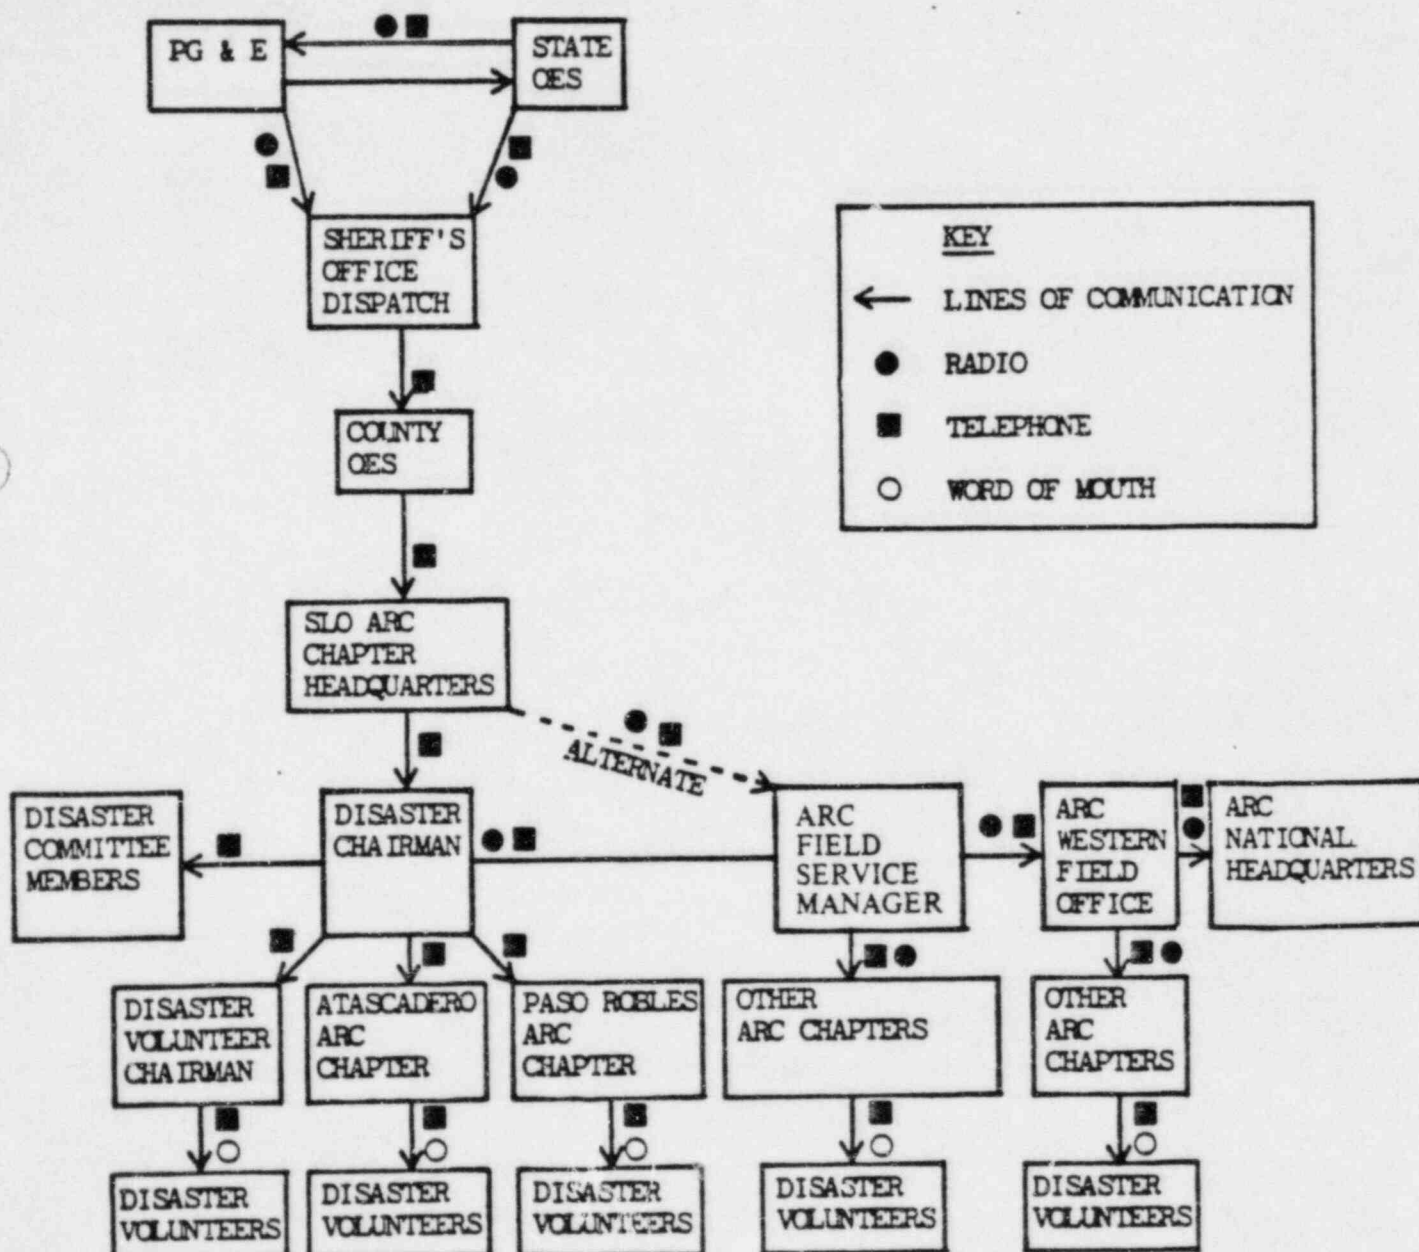 PG & E
STATE
OES
SHERIFF'S
OFFICE
DISPATCH
KEY
LINES OF COMMUNICATION
RADIO
TELEPHONE
WORD OF MOUTH
COUNTY
OES
SLO ARC
CHAPTER
HEADQUARTERS
ALTERNATE
DISASTER
COMMITTEE
MEMBERS
DISASTER
CHAIRMAN
ARC
FIELD
SERVICE
MANAGER
ARC
WESTERN
FIELD
OFFICE
ARC
NATIONAL
HEADQUARTERS
DISASTER
VOLUNTEER
CHAIRMAN
ATASCADERO
ARC
CHAPTER
PASO ROBLES
ARC
CHAPTER
OTHER
ARC CHAPTERS
OTHER
ARC
CHAPTERS
DISASTER
VOLUNTEERS
DISASTER
VOLUNTEERS
DISASTER
VOLUNTEERS
DISASTER
VOLUNTEERS
DISASTER
VOLUNTEERS